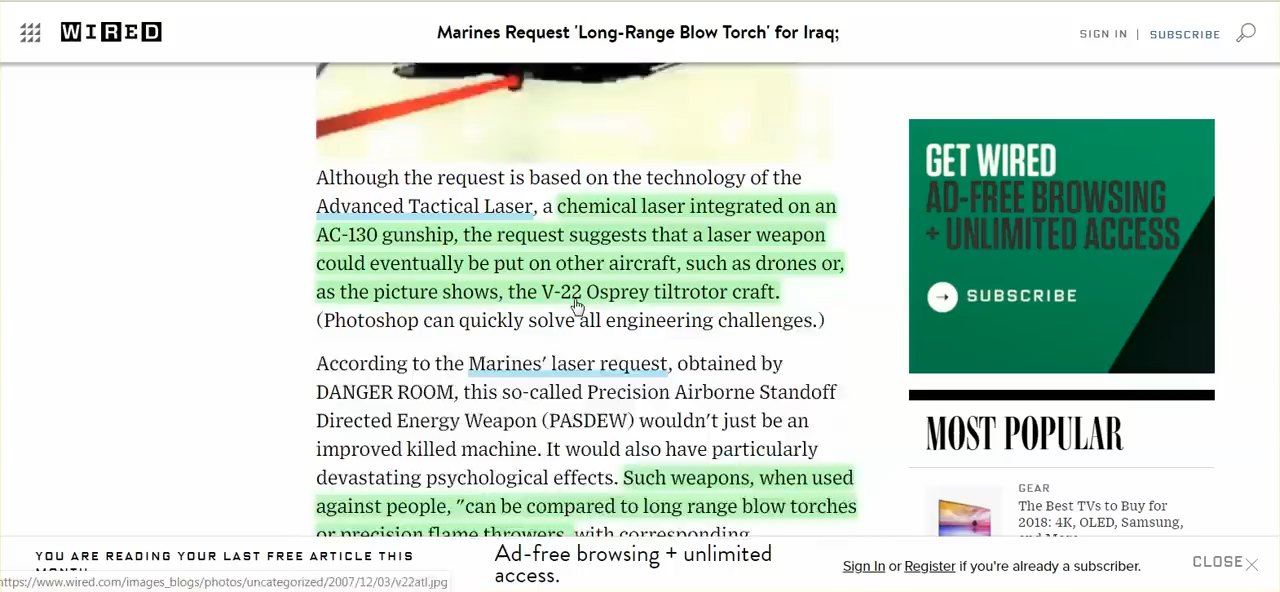 WIRED
Marines Request 'Long-Range Blow Torch' for Iraq;
SIGN IN | SUBSCRIBE
Although the request is based on the technology of the
Advanced Tactical Laser, a chemical laser integrated on an
AC-130 gunship, the request suggests that a laser weapon
could eventually be put on other aircraft, such as drones or,
as the picture shows, the V-22 Osprey tiltrotor craft.
(Photoshop can quickly solve all engineering challenges.)
According to the Marines' laser request, obtained by
DANGER ROOM, this so-called Precision Airborne Standoff
Directed Energy Weapon (PASDEW) wouldn't just be an
improved killed machine. It would also have particularly
devastating psychological effects. Such weapons, when used
against people, "can be compared to long range blow torches
or precision flame throwers, with corresponding
GET WIRED
AD-FREE BROWSING
+ UNLIMITED ACCESS
SUBSCRIBE
MOST POPULAR
GEAR
The Best TVs to Buy for
2018: 4K, OLED, Samsung,
and More
YOU ARE READING YOUR LAST FREE ARTICLE THIS
MONTH
Ad-free browsing + unlimited
access.
Sign In or Register if you're already a subscriber.
CLOSE
https://www.wired.com/images_blogs/photos/uncategorized/2007/12/03/v22atl.jpg